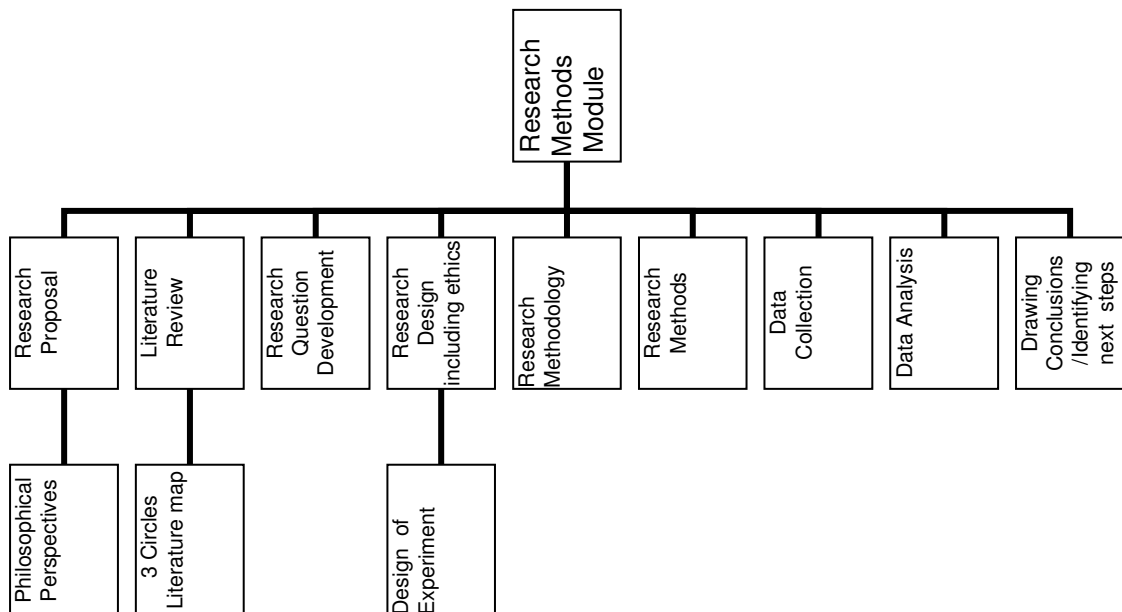 Research
Methods
Module
Research
Proposal
Literature
Review
Research
Question
Development
Research
Design
including ethics
Research
Methodology
Research
Methods
Data
Collection
Data Analysis
Drawing
Conclusions
/Identifying
next steps
Philosophical
Perspectives
3 Circles
Literature map
Design of
Experiment